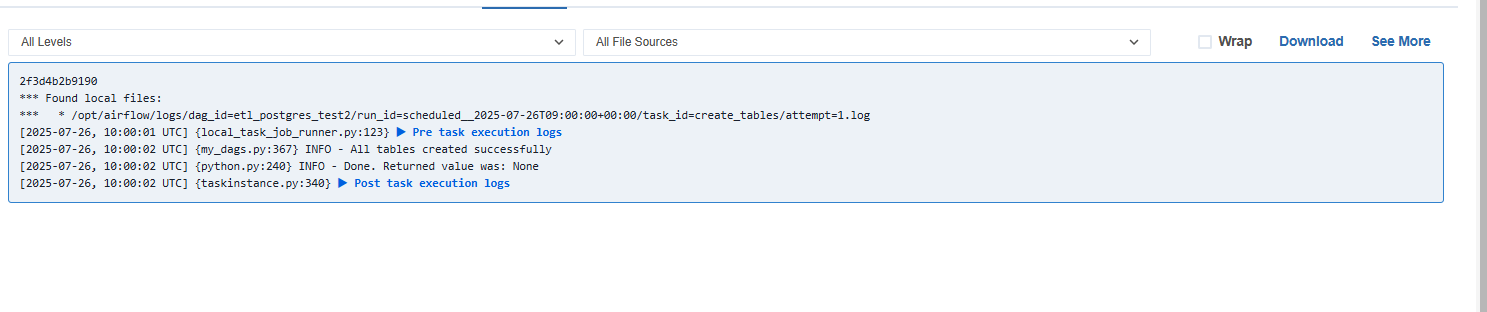 All Levels
All File Sources
Wrap
Download
See More
2f3d4b2b9190
*** Found local files:
***   * /opt/airflow/logs/dag_id=etl_postgres_test2/run_id=scheduled__2025-07-26T09:00:00+00:00/task_id=create_tables/attempt=1.log
[2025-07-26, 10:00:01 UTC] {local_task_job_runner.py:123} ▶ Pre task execution logs
[2025-07-26, 10:00:02 UTC] {my_dags.py:367} INFO - All tables created successfully
[2025-07-26, 10:00:02 UTC] {python.py:240} INFO - Done. Returned value was: None
[2025-07-26, 10:00:02 UTC] {taskinstance.py:340} ▶ Post task execution logs